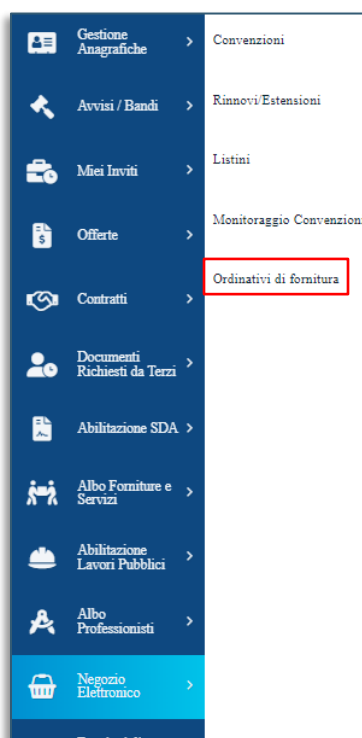 Gestione
Anagrafiche
Avvisi / Bandi
Miei Inviti
Offerte
Contratti
Documenti
Richiesti da Terzi
Abilitazione SDA
Albo Forniture e
Servizi
Abilitazione
Lavori Pubblici
Albo
Professionisti
Negozio
Elettronico
Convenzioni
Rinnovi/Estensioni
Listini
Monitoraggio Convenzioni
Ordinativi di fornitura